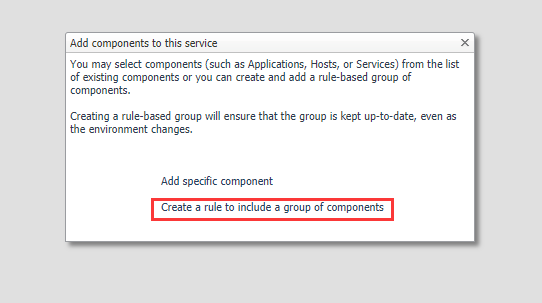 Add components to this service
You may select components (such as Applications, Hosts, or Services) from the list
of existing components or you can create and add a rule-based group of
components.
Creating a rule-based group will ensure that the group is kept up-to-date, even as
the environment changes.
Add specific component
Create a rule to include a group of components